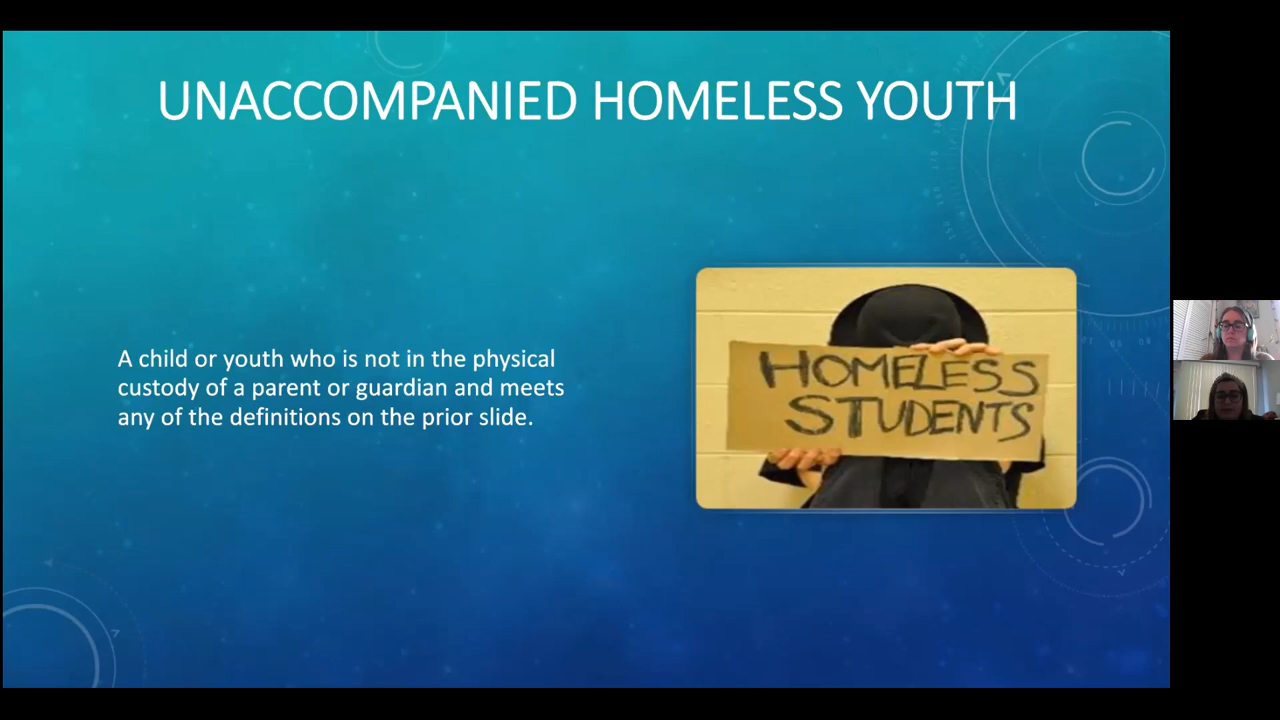 UNACCOMPANIED HOMELESS YOUTH
A child or youth who is not in the physical
custody of a parent or guardian and meets
any of the definitions on the prior slide.
HOMELESS
STUDENTS